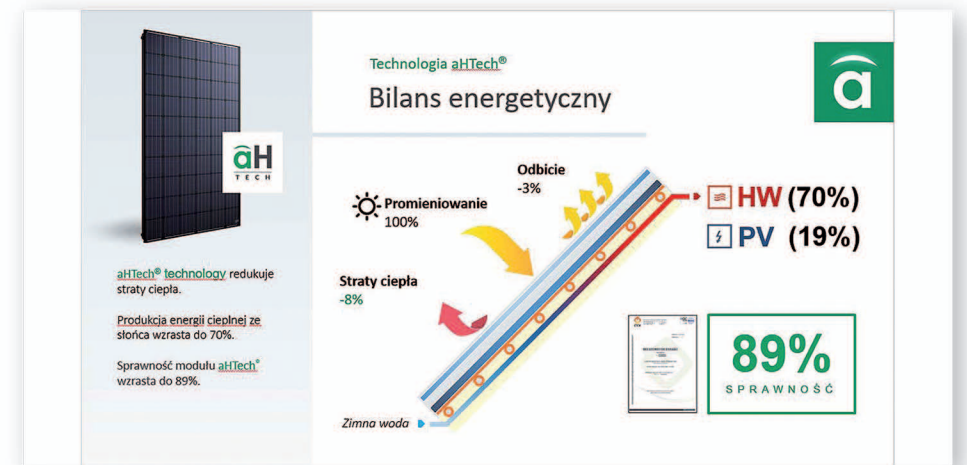 aH
TECH
aHTech® technology redukuje
straty ciepła.
Produkcja energii cieplnej ze
słońca wzrasta do 70%.
Sprawność modułu aHTech®
wzrasta do 89%.
Technologia aHTech®
Bilans energetyczny
a
Odbicie
-3%
Promieniowanie
100%
Straty ciepła
-8%
Zimna woda
HW (70%)
PV (19%)
89%
SPRAWNOŚĆ